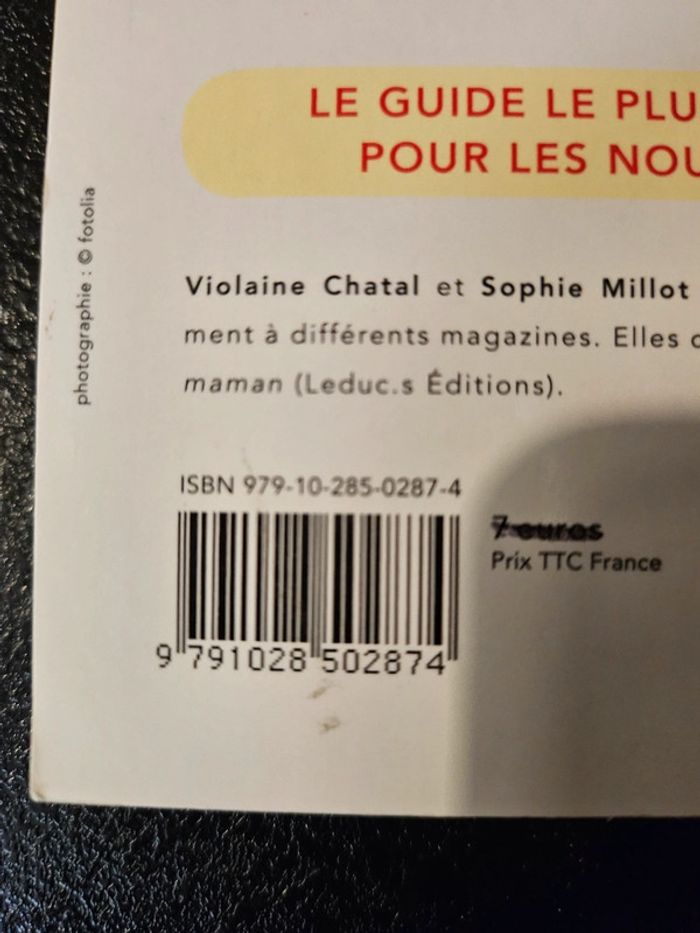 LE GUIDE LE PLU
POUR LES NOU
photographie : © fotolia
Violaine Chatal et Sophie Millot
ment à différents magazines. Elles
maman (Leduc.s Éditions).
ISBN 979-10-285-0287-4
7 euros
Prix TTC France
9 791028 502874